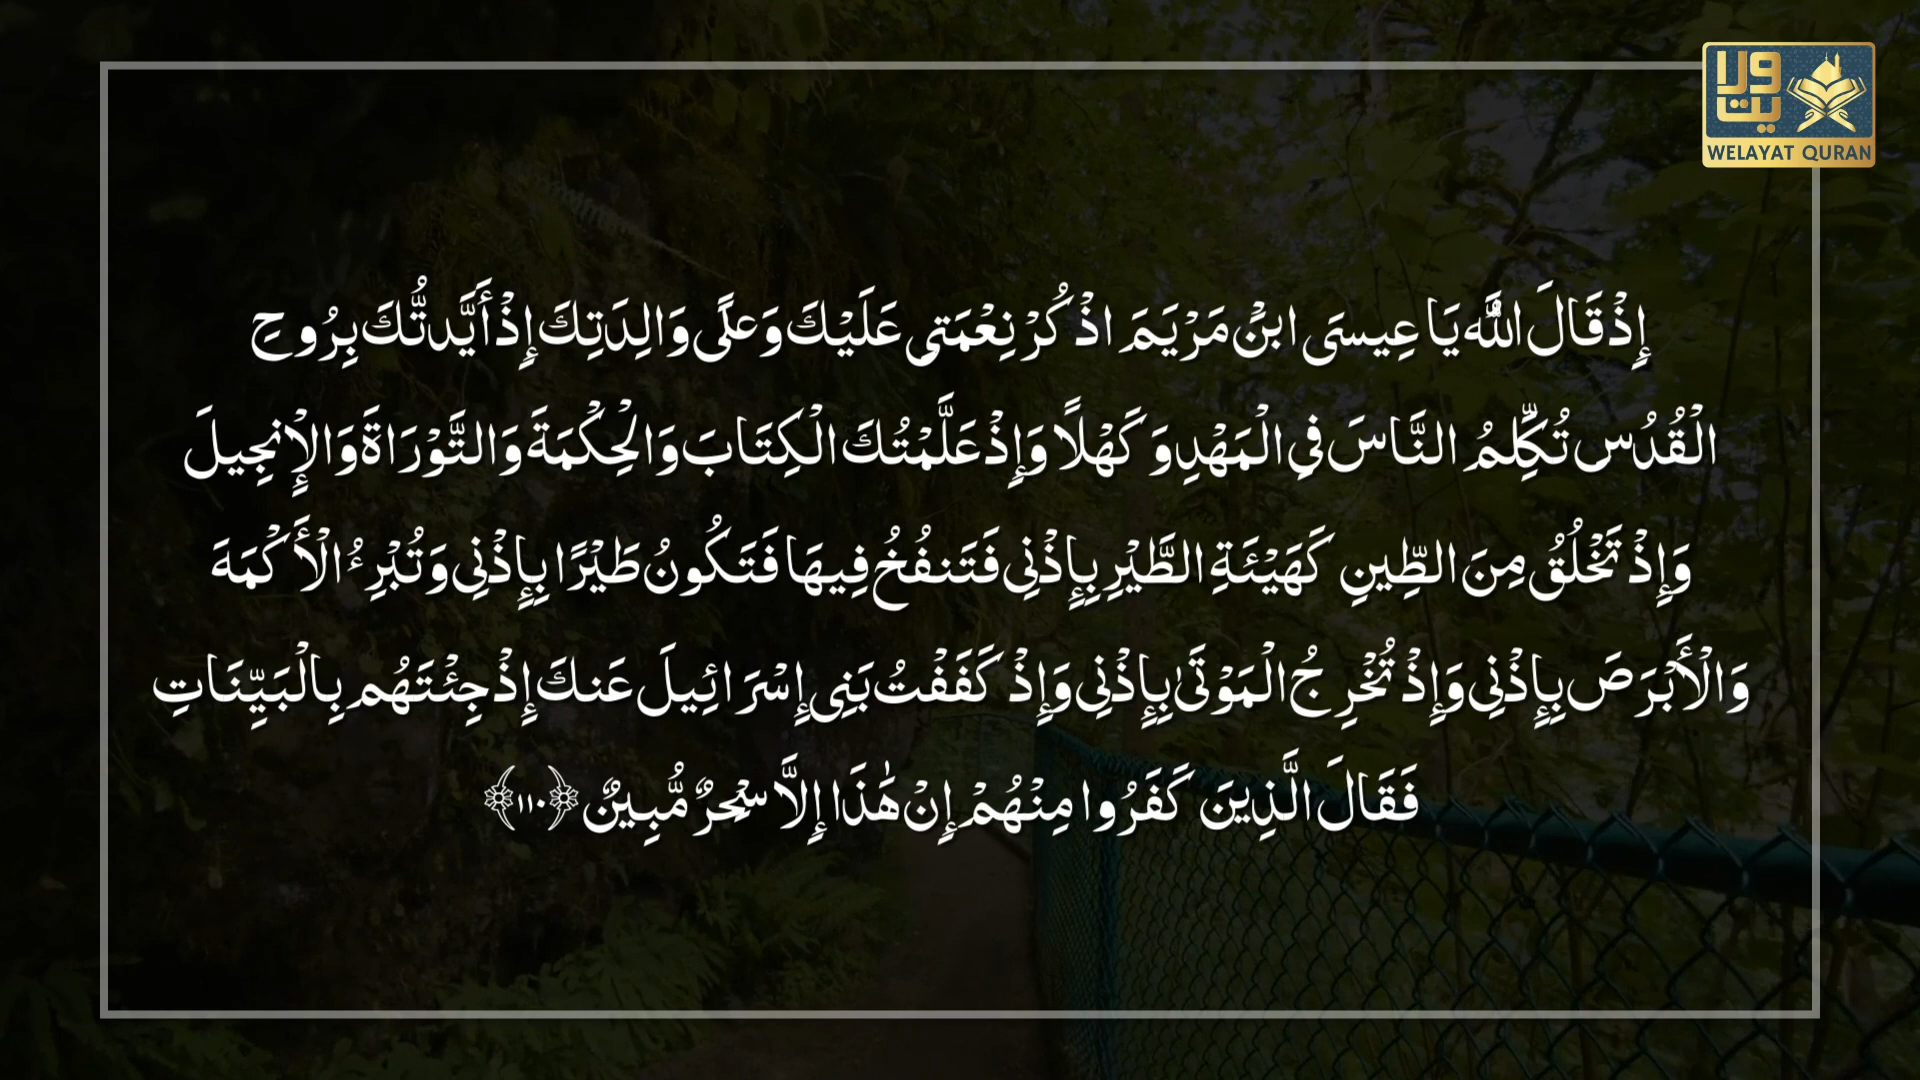 ولايت
WELAYAT QURAN
إِذْ قَالَ اللَّه يَا عِيسَى ابْنُ مَرْيَمَ اذْكُرْ نِعْمَتِي عَلَيْكَ وَعَلَى وَالِدَتِكَ إِذْ أَيَّدتُّكَ بِرُوحِ
الْقُدُسِ تُكَلِّمُ النَّاسَ فِي الْمَهْدِ وَكَهْلًا وَإِذْ عَلَّمْتُكَ الْكِتَابَ وَالْحِكْمَةَ وَالتَّوْرَاةَ وَالْإِنجِيلَ
وَإِذْ تَخْلُقُ مِنَ الطِّينِ كَهَيْئَةِ الطَّيْرِ بِإِذْنِي فَتَنفُخُ فِيهَا فَتَكُونُ طَيْرًا بِإِذْنِي وَتُبْرِءُ الْأَكْمَهَ
وَالْأَبْرَصَ بِإِذْنِي وَإِذْ تُخْرِجُ الْمَوْتَىٰ بِإِذْنِي وَإِذْ كَفَفْتُ بَنِي إِسْرَائِيلَ عَنكَ إِذْ جِئْتَهُم بِالْبَيِّنَاتِ
فَقَالَ الَّذِينَ كَفَرُوا مِنْهُمْ إِنْ هَٰذَا إِلَّا سِحْرٌ مُّبِينٌ ﴿١١٠﴾